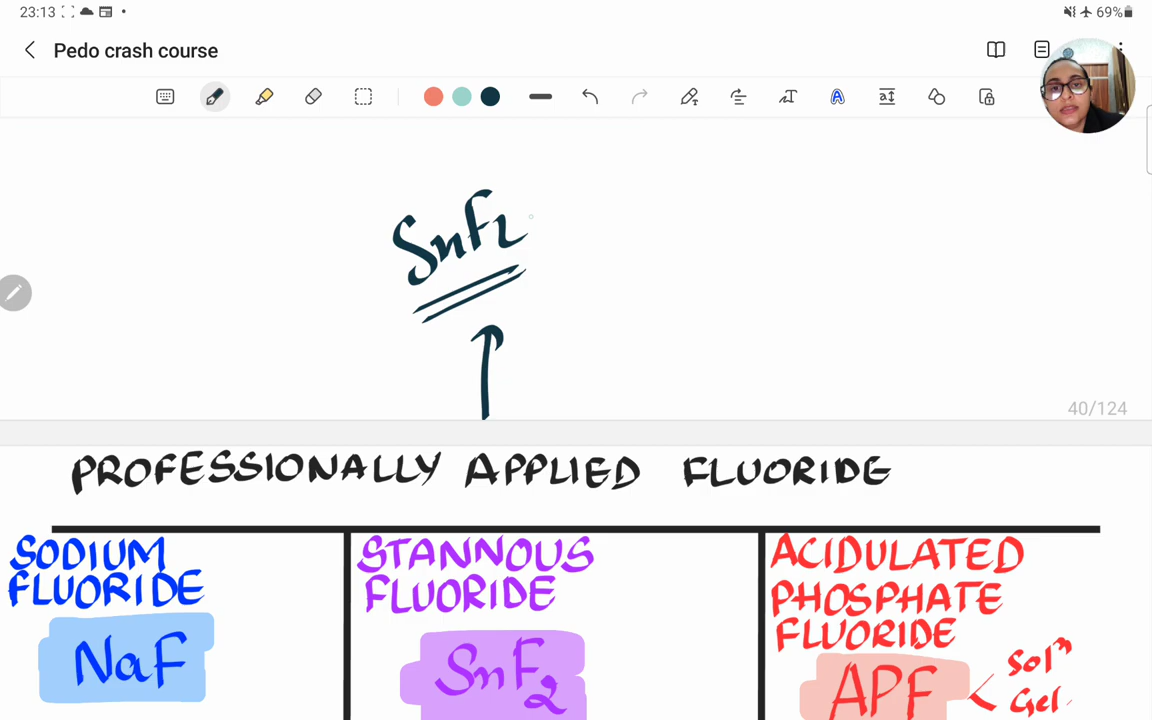 23:13
69%
Pedo crash course
SnF2
40/124
PROFESSIONALLY APPLIED FLUORIDE
SODIUM
FLUORIDE
NaF
STANNOUS
FLUORIDE
SnF2
ACIDULATED
PHOSPHATE
FLUORIDE
APF
Solⁿ
Gel